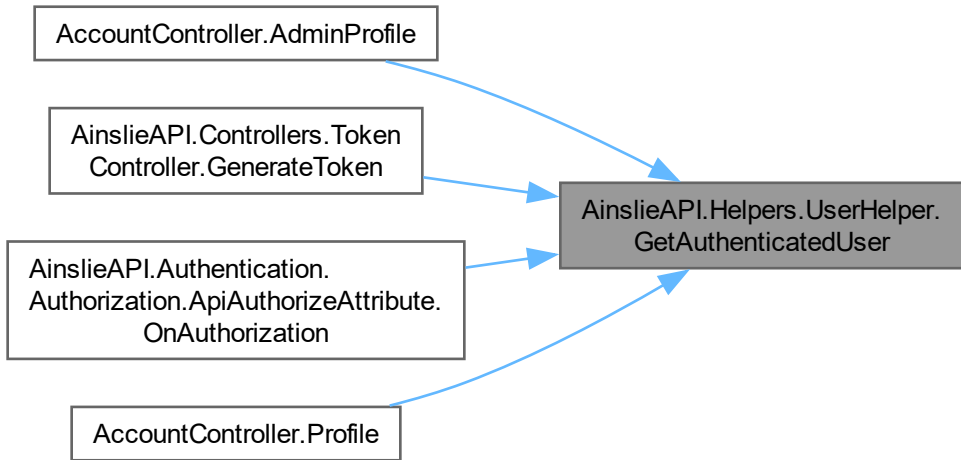 AccountController.AdminProfile
AinslieAPI.Controllers.Token
Controller.GenerateToken
AinslieAPI.Authentication.
Authorization.ApiAuthorizeAttribute.
OnAuthorization
AccountController.Profile
AinslieAPI.Helpers.UserHelper.
GetAuthenticatedUser